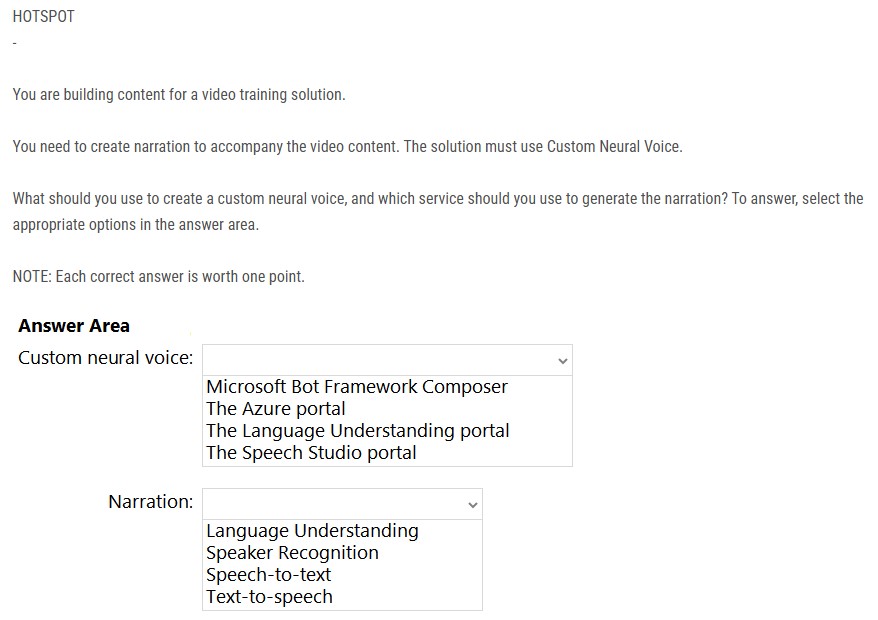 HOTSPOT
-
You are building content for a video training solution.
You need to create narration to accompany the video content. The solution must use Custom Neural Voice.
What should you use to create a custom neural voice, and which service should you use to generate the narration? To answer, select the
appropriate options in the answer area.
NOTE: Each correct answer is worth one point.
Answer Area
Custom neural voice:
Microsoft Bot Framework Composer
The Azure portal
The Language Understanding portal
The Speech Studio portal
Narration:
Language Understanding
Speaker Recognition
Speech-to-text
Text-to-speech